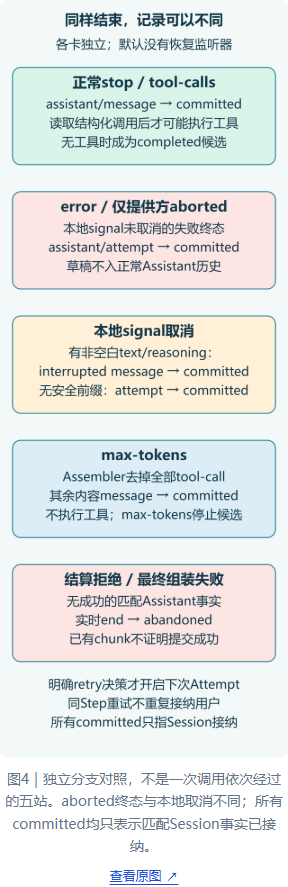 同样结束，记录可以不同
各卡独立；默认没有恢复监听器
正常stop / tool-calls
assistant/message → committed
读取结构化调用后才可能执行工具
无工具时成为completed候选
error / 仅提供方aborted
本地signal未取消的失败终态
assistant/attempt → committed
草稿不入正常Assistant历史
本地signal取消
有非空白text/reasoning：
interrupted message → committed
无安全前缀：attempt → committed
max-tokens
Assembler去掉全部tool-call
其余内容message → committed
不执行工具；max-tokens停止候选
结算拒绝 / 最终组装失败
无成功的匹配Assistant事实
实时end → abandoned
已有chunk不证明提交成功
明确retry决策才开启下次Attempt
同Step重试不重复接纳用户
所有committed只指Session接纳
图4 | 独立分支对照，不是一次调用依次经过
的五站。aborted终态与本地取消不同；所有
committed均只表示匹配Session事实已接
纳。
查看原图 ↗